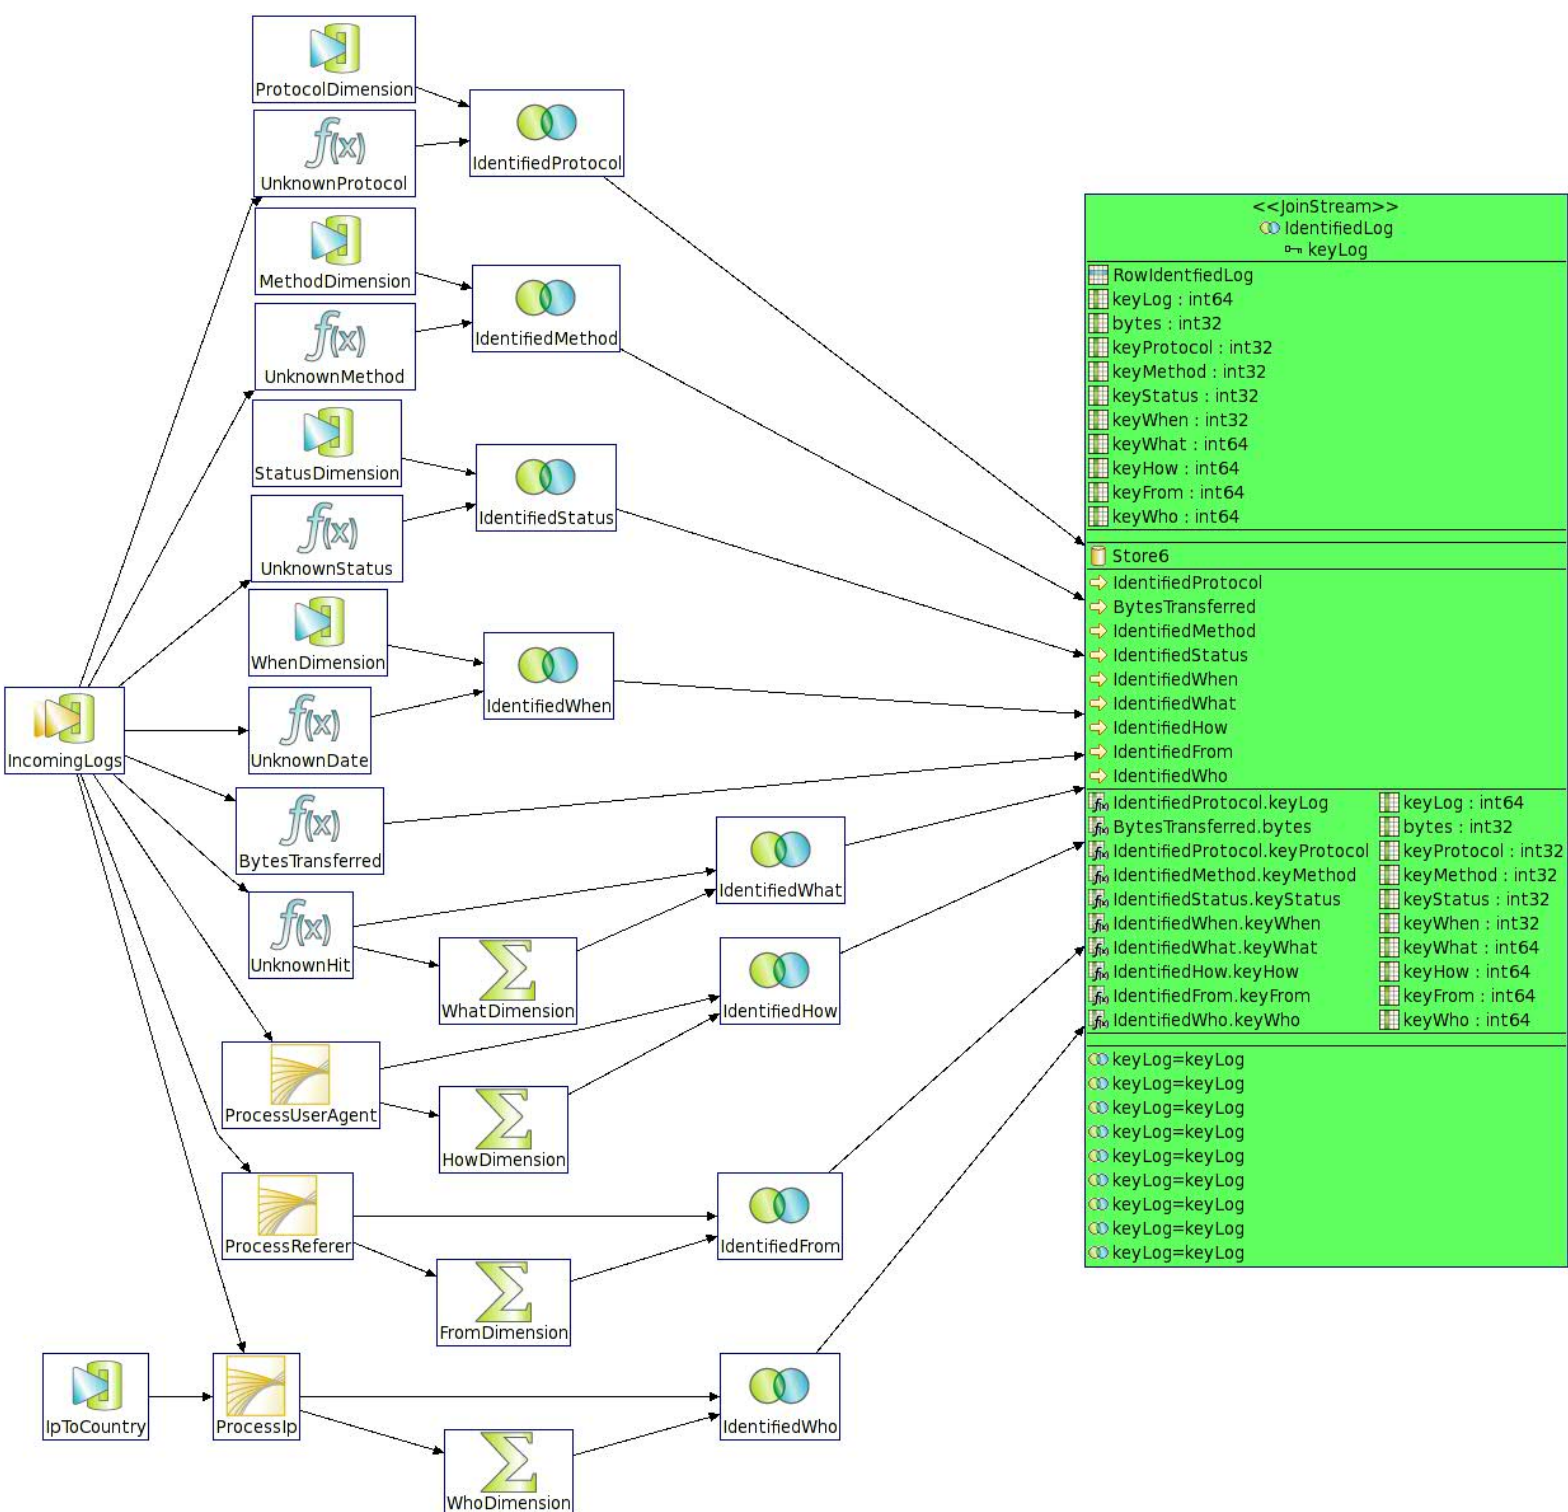 ProtocolDimension
f(x)
UnknownProtocol
IdentifiedProtocol
MethodDimension
f(x)
UnknownMethod
IdentifiedMethod
StatusDimension
f(x)
UnknownStatus
IdentifiedStatus
WhenDimension
f(x)
UnknownDate
IdentifiedWhen
IncomingLogs
f(x)
BytesTransferred
f(x)
UnknownHit
IdentifiedWhat
Σ
WhatDimension
IdentifiedHow
ProcessUserAgent
Σ
HowDimension
ProcessReferer
IdentifiedFrom
Σ
FromDimension
IpToCountry
ProcessIp
IdentifiedWho
Σ
WhoDimension
<<JoinStream>>
IdentifiedLog
keyLog
RowIdentfiedLog
keyLog : int64
bytes : int32
keyProtocol : int32
keyMethod : int32
keyStatus : int32
keyWhen : int32
keyWhat : int64
keyHow : int64
keyFrom : int64
keyWho : int64
Store6
IdentifiedProtocol
BytesTransferred
IdentifiedMethod
IdentifiedStatus
IdentifiedWhen
IdentifiedWhat
IdentifiedHow
IdentifiedFrom
IdentifiedWho
f(x) IdentifiedProtocol.keyLog keyLog : int64
f(x) BytesTransferred.bytes bytes : int32
f(x) IdentifiedProtocol.keyProtocol keyProtocol : int32
f(x) IdentifiedMethod.keyMethod keyMethod : int32
f(x) IdentifiedStatus.keyStatus keyStatus : int32
f(x) IdentifiedWhen.keyWhen keyWhen : int32
f(x) IdentifiedWhat.keyWhat keyWhat : int64
f(x) IdentifiedHow.keyHow keyHow : int64
f(x) IdentifiedFrom.keyFrom keyFrom : int64
f(x) IdentifiedWho.keyWho keyWho : int64
keyLog=keyLog
keyLog=keyLog
keyLog=keyLog
keyLog=keyLog
keyLog=keyLog
keyLog=keyLog
keyLog=keyLog
keyLog=keyLog
keyLog=keyLog